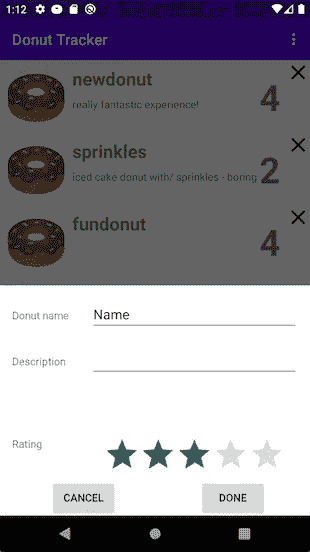 1:12
Donut Tracker
newdonut
really fantastic experience!
4
sprinkles
iced cake donut with/ sprinkles - boring
2
fundonut
4
Donut name
Name
Description
Rating
CANCEL
DONE